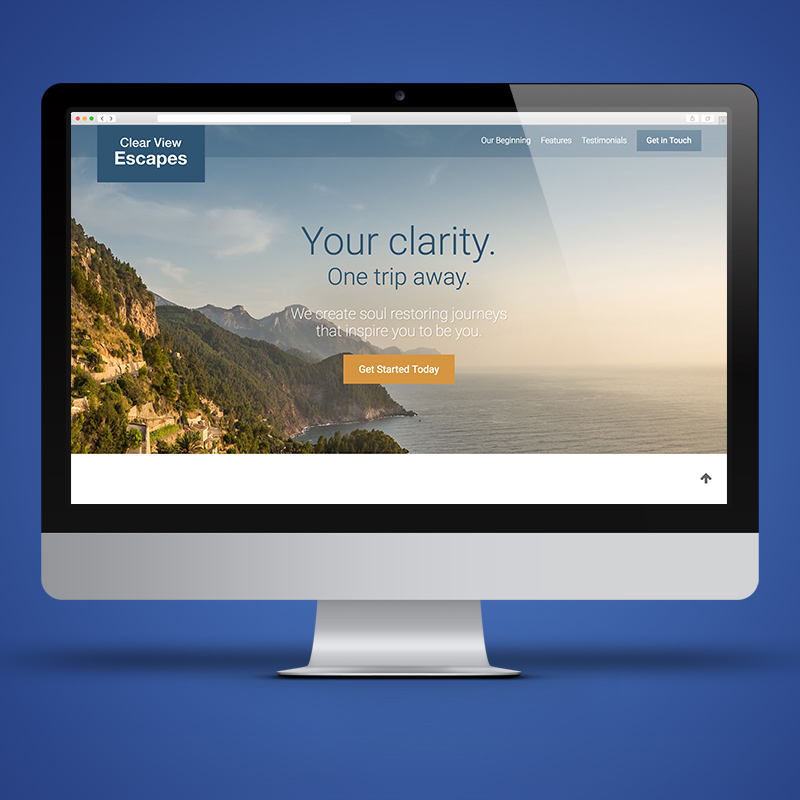 Clear View
Escapes
Our Beginning
Features
Testimonials
Get in Touch
Your clarity.
One trip away.
We create soul restoring journeys
that inspire you to be you.
Get Started Today